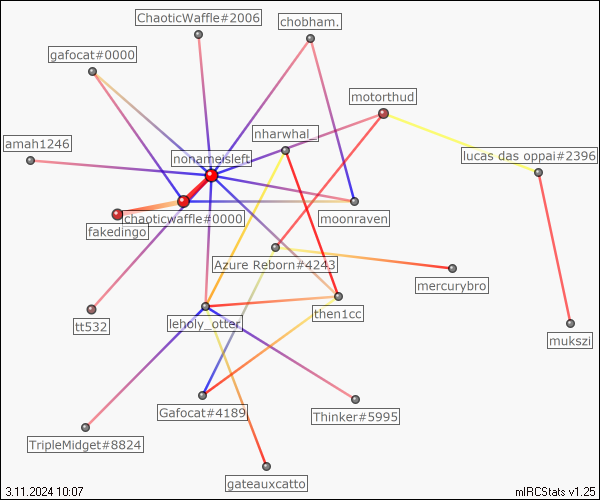 ChaoticWaffle#2006
chobham.
gafocat#0000
motorthud
nharwhal_
amah1246
lucas das oppai#2396
nonameisleft
chaoticwaffle#0000
moonraven
fakedingo
Azure Reborn#4243
mercurybro
then1cc
leholy_otter
tt532
mukszi
Gafocat#4189
Thinker#5995
TripleMidget#8824
gateauxcatto
3.11.2024 10:07
mIRCStats v1.25